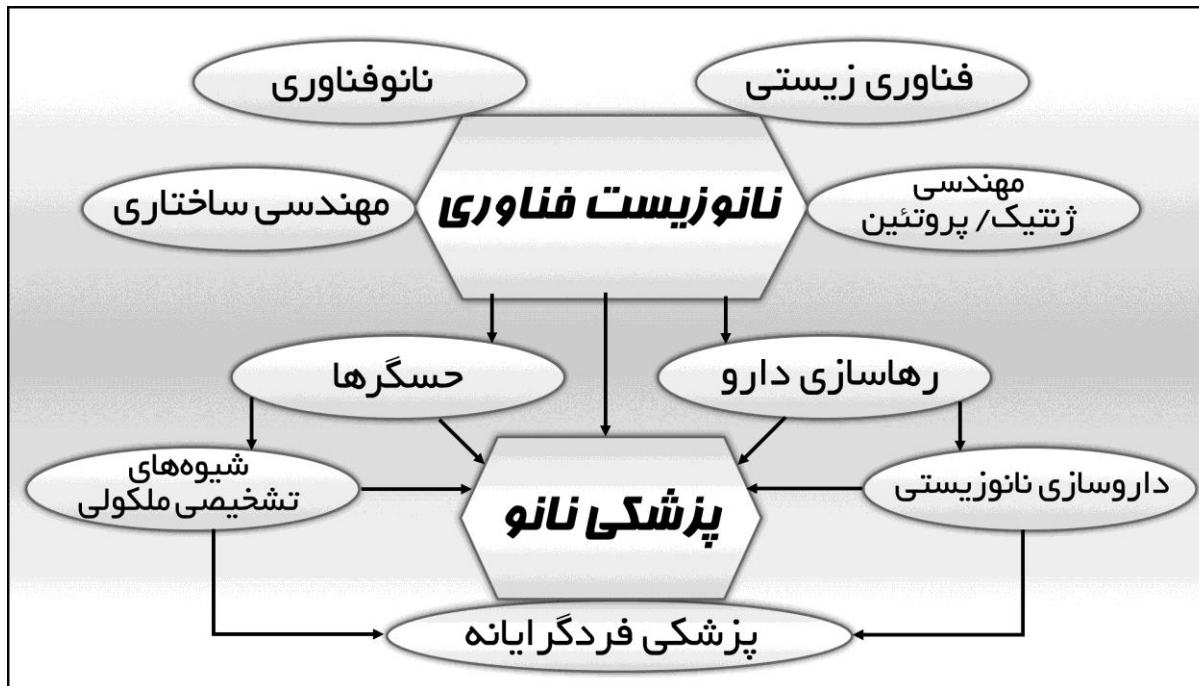 فناوری زیستی
نانوفناوری
نانوزیست فناوری
مهندسی
ژنتیک/ پروتئین
مهندسی ساختاری
رهاسازی دارو
حسگرها
داروسازی نانوزیستی
پزشکی نانو
شیوه‌های
تشخیصی ملکولی
پزشکی فردگرایانه